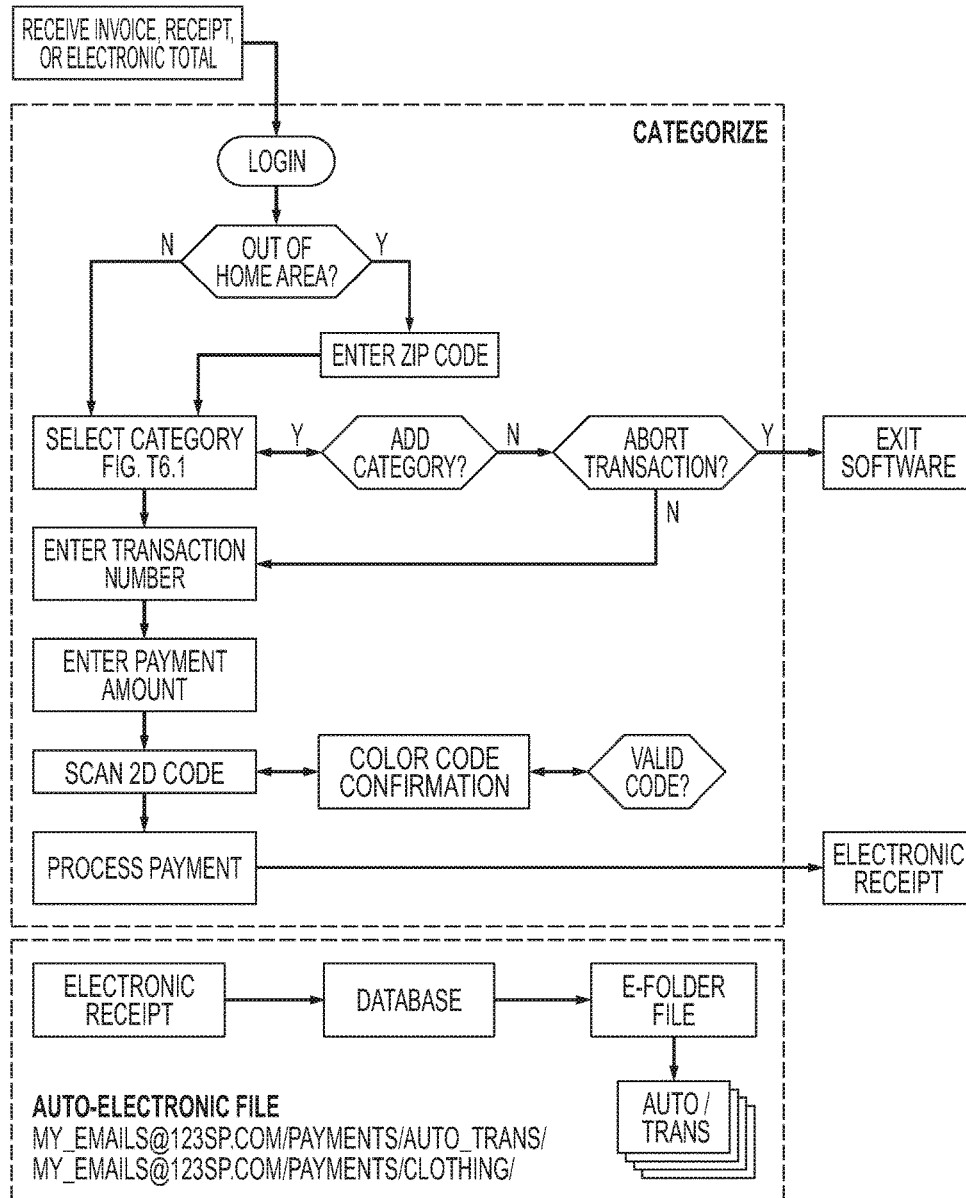 RECEIVE INVOICE, RECEIPT,
OR ELECTRONIC TOTAL
CATEGORIZE
LOGIN
N
OUT OF
HOME AREA?
Y
ENTER ZIP CODE
SELECT CATEGORY
FIG. T6.1
Y
ADD
CATEGORY?
N
ABORT
TRANSACTION?
Y
EXIT
SOFTWARE
N
ENTER TRANSACTION
NUMBER
ENTER PAYMENT
AMOUNT
SCAN 2D CODE
COLOR CODE
CONFIRMATION
VALID
CODE?
PROCESS PAYMENT
ELECTRONIC
RECEIPT
ELECTRONIC
RECEIPT
DATABASE
E-FOLDER
FILE
AUTO /
TRANS
AUTO-ELECTRONIC FILE
MY_EMAILS@123SP.COM/PAYMENTS/AUTO_TRANS/
MY_EMAILS@123SP.COM/PAYMENTS/CLOTHING/